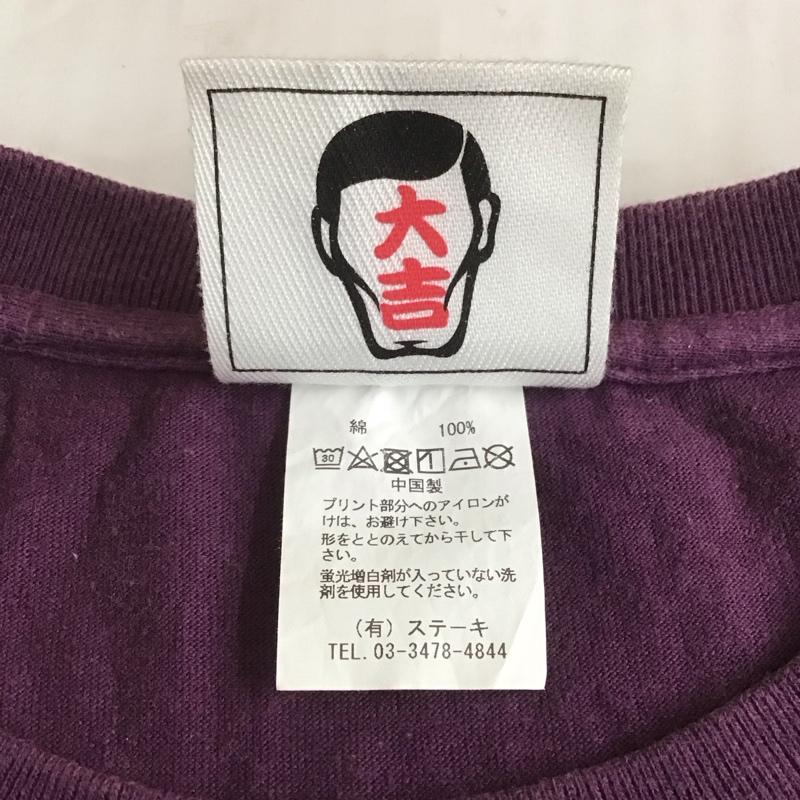 大
吉
綿 100%
30
中国製
プリント部分へのアイロンが
けは、お避け下さい。
形をととのえてから干して下
さい。
蛍光増白剤が入っていない洗
剤を使用してください。
（有）ステーキ
TEL. 03-3478-4844